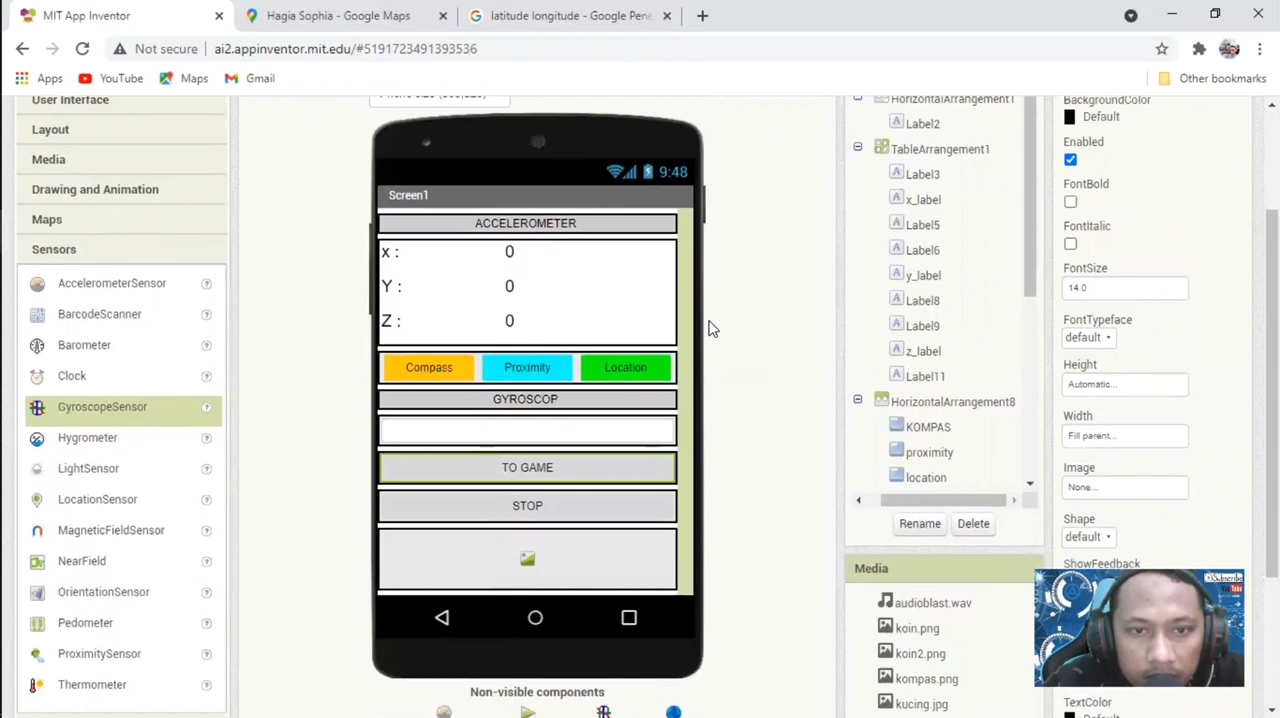 MIT App Inventor
Hagia Sophia - Google Maps
latitude longitude - Google Pene
Not secure
ai2.appinventor.mit.edu/#5191723491393536
Apps
YouTube
Maps
Gmail
Other bookmarks
User Interface
Layout
Media
Drawing and Animation
Maps
Sensors
AccelerometerSensor
BarcodeScanner
Barometer
Clock
GyroscopeSensor
Hygrometer
LightSensor
LocationSensor
MagneticFieldSensor
NearField
OrientationSensor
Pedometer
ProximitySensor
Thermometer
9:48
Screen1
ACCELEROMETER
x : 0
Y : 0
Z : 0
Compass Proximity Location
GYROSCOP
TO GAME
STOP
Non-visible components
HorizontalArrangement1
Label2
TableArrangement1
Label3
x_label
Label5
Label6
y_label
Label8
Label9
z_label
Label11
HorizontalArrangement8
KOMPAS
proximity
location
Rename Delete
Media
audioblast.wav
koin.png
koin2.png
kompas.png
kucing.jpg
BackgroundColor
Default
Enabled
FontBold
FontItalic
FontSize
14.0
FontTypeface
default
Height
Automatic...
Width
Fill parent...
Image
None...
Shape
default
ShowFeedback
Subscribe
TextColor
Default